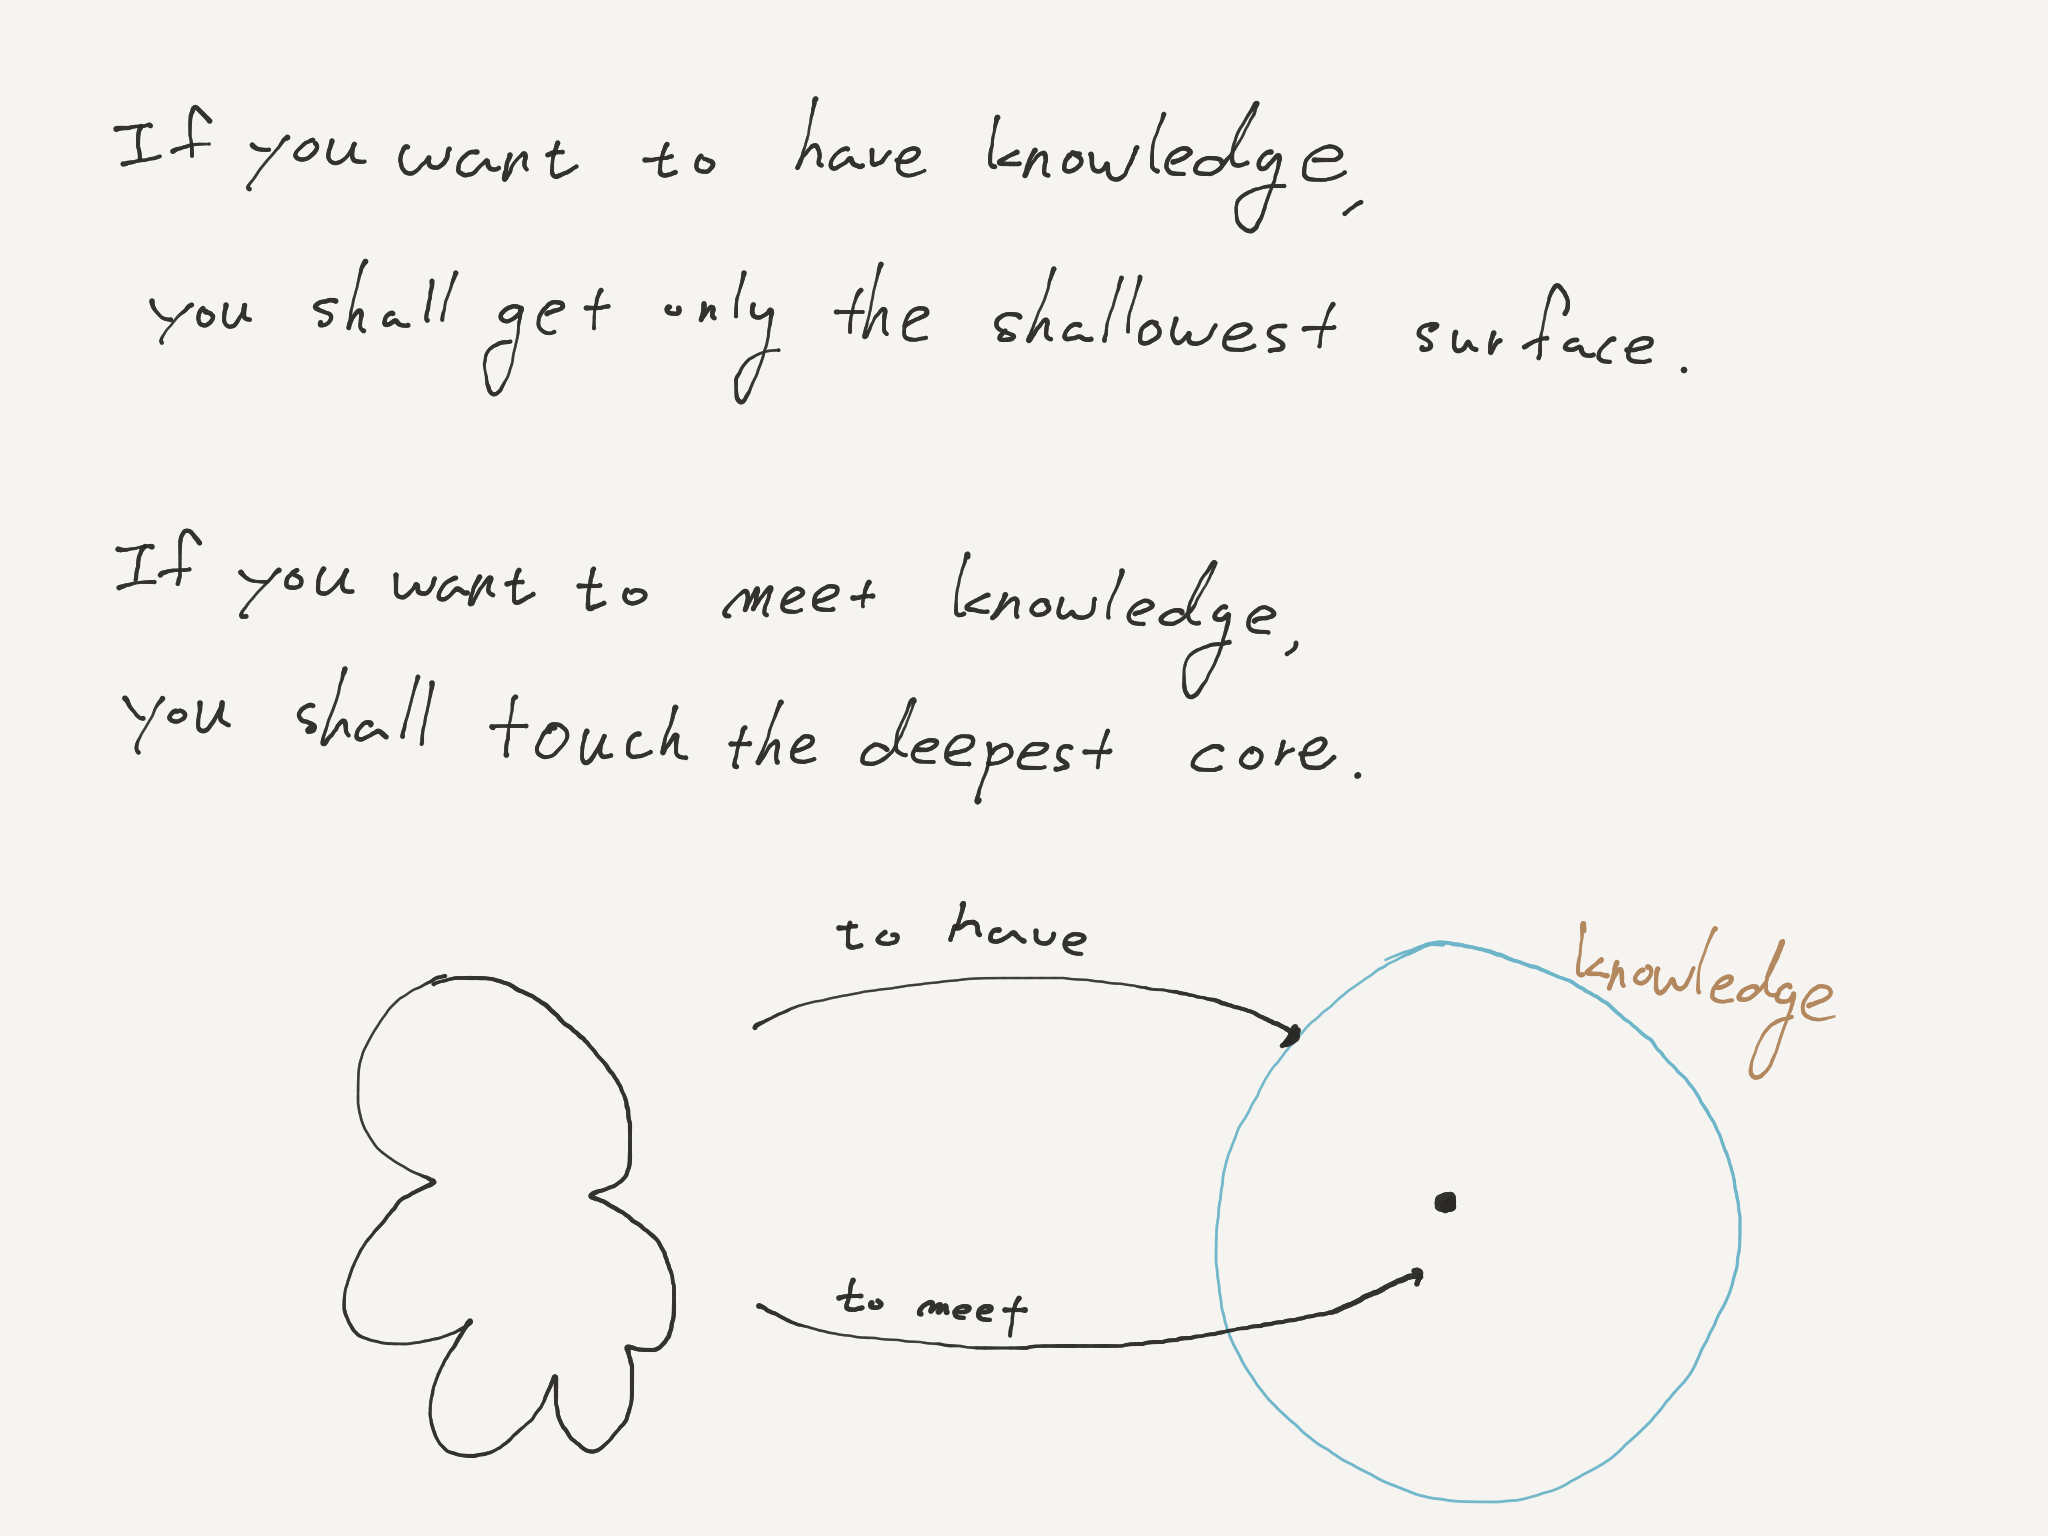 If you want to have knowledge,
you shall get only the shallowest surface.
If you want to meet knowledge,
you shall touch the deepest core.
to have
knowledge
to meet